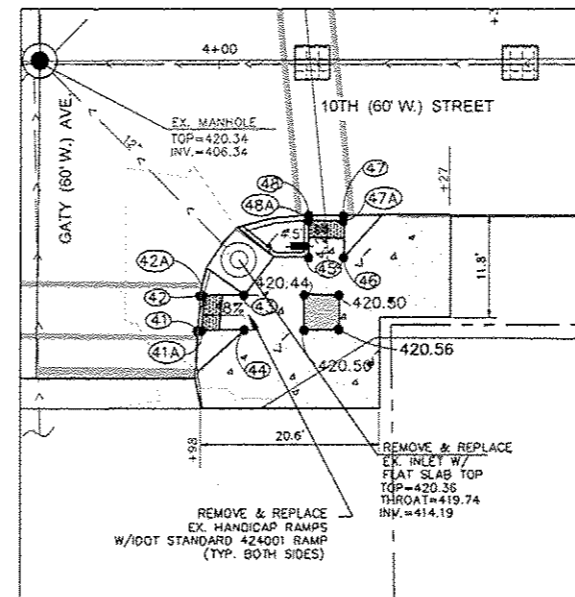 4+00
10TH (60' W.) STREET
GATY (60' W.) AVE.
EX. MANHOLE
TOP=420.34
INV.=406.34
12"
48
47
48A
47A
+27
4.5'
11.8'
42A
45
46
420.44
42
43
420.50
8%
41
420.56
41A
44
420.50
20.6'
+98
REMOVE & REPLACE
EX. INLET W/
FLAT SLAB TOP
TOP=420.36
THROAT=419.74
INV.=414.19
REMOVE & REPLACE
EX. HANDICAP RAMPS
W/IDOT STANDARD 424001 RAMP
(TYP. BOTH SIDES)